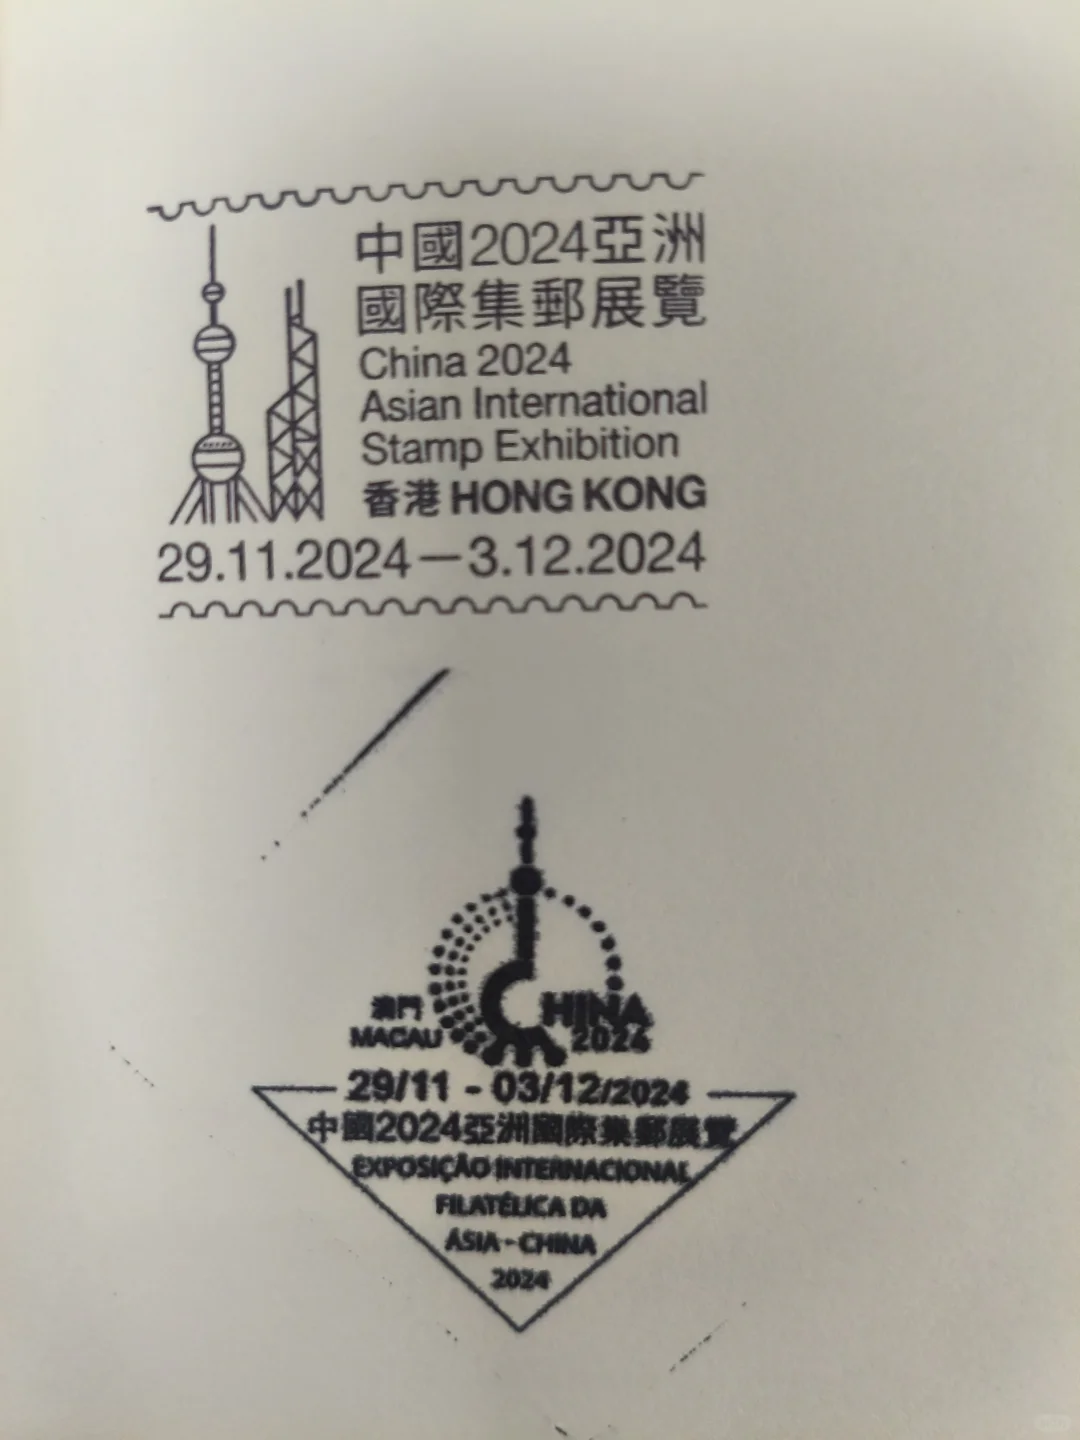 中國2024亞洲
國際集郵展覽
China 2024
Asian International
Stamp Exhibition
香港 HONG KONG
29.11.2024—3.12.2024
澳門
MACAU
CHINA
2024
29/11 - 03/12/2024
中國2024亞洲國際集郵展覽
EXPOSIÇÃO INTERNACIONAL
FILATÉLICA DA
ÁSIA - CHINA
2024